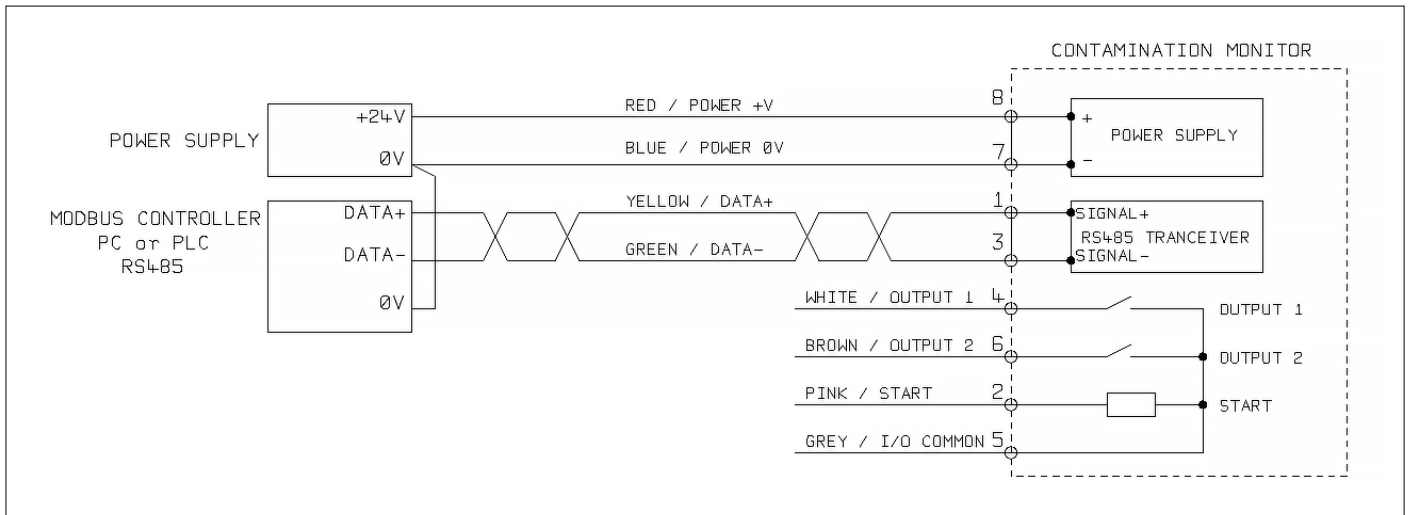 CONTAMINATION MONITOR
8
+24V
RED / POWER +V
+
POWER SUPPLY
POWER SUPPLY
0V
BLUE / POWER 0V
7
-
MODBUS CONTROLLER
PC or PLC
RS485
DATA+
YELLOW / DATA+
1
SIGNAL+
RS485 TRANCEIVER
DATA-
GREEN / DATA-
3
SIGNAL-
0V
WHITE / OUTPUT 1
4
OUTPUT 1
BROWN / OUTPUT 2
6
OUTPUT 2
PINK / START
2
START
GREY / I/O COMMON
5